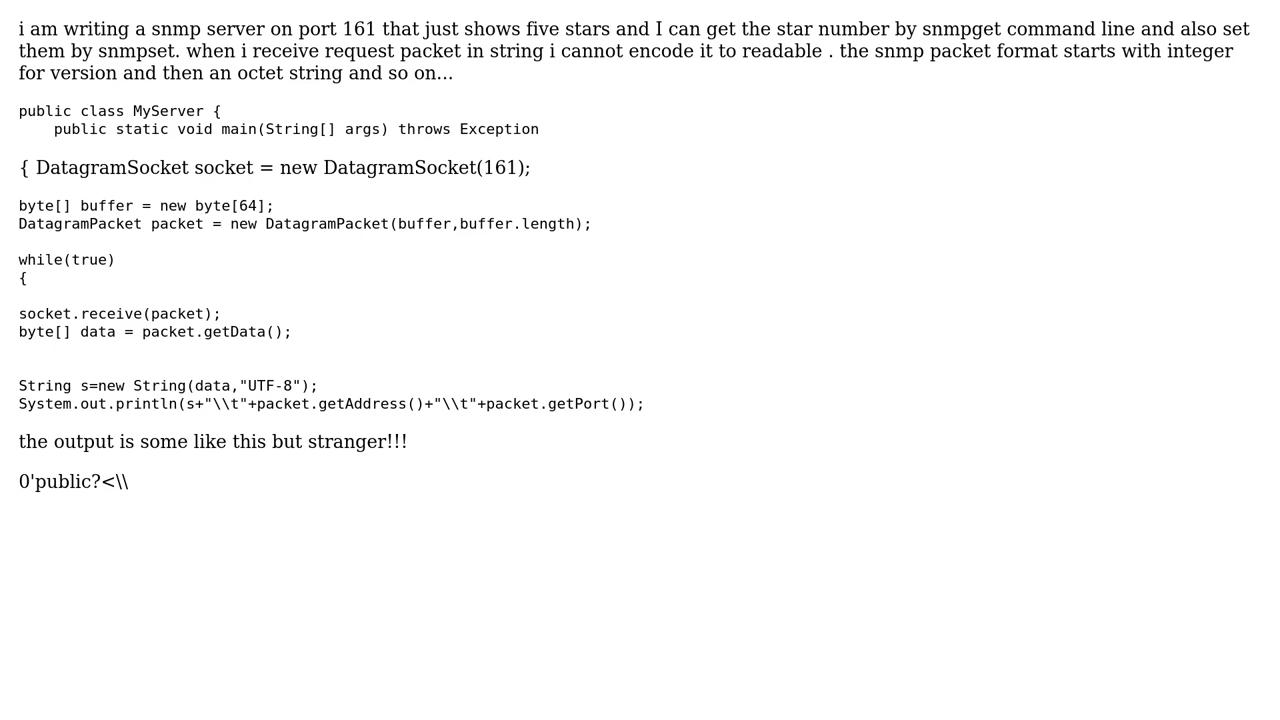 i am writing a snmp server on port 161 that just shows five stars and I can get the star number by snmpget command line and also set
them by snmpset. when i receive request packet in string i cannot encode it to readable . the snmp packet format starts with integer
for version and then an octet string and so on...
public class MyServer {
    public static void main(String[] args) throws Exception
{ DatagramSocket socket = new DatagramSocket(161);
byte[] buffer = new byte[64];
DatagramPacket packet = new DatagramPacket(buffer,buffer.length);
while(true)
{
socket.receive(packet);
byte[] data = packet.getData();
String s=new String(data,"UTF-8");
System.out.println(s+"\\t"+packet.getAddress()+"\\t"+packet.getPort());
the output is some like this but stranger!!!
0'public?<\\